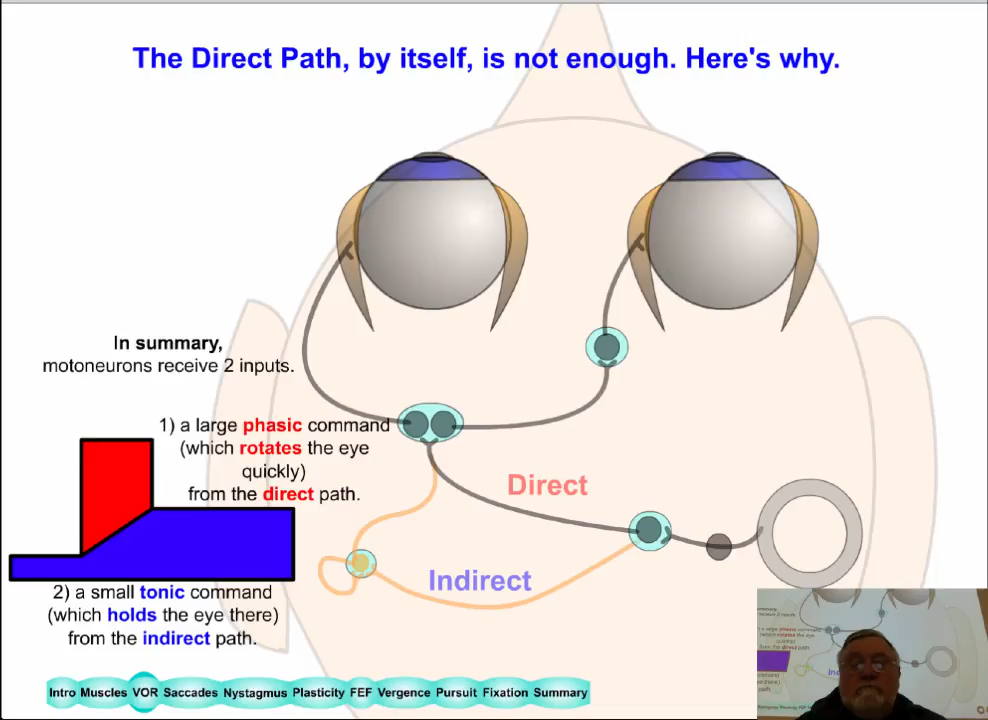 The Direct Path, by itself, is not enough. Here's why.
In summary,
motoneurons receive 2 inputs.
1) a large phasic command
(which rotates the eye
quickly)
from the direct path.
Direct
Indirect
2) a small tonic command
(which holds the eye there)
from the indirect path.
Intro Muscles VOR Saccades Nystagmus Plasticity FEF Vergence Pursuit Fixation Summary